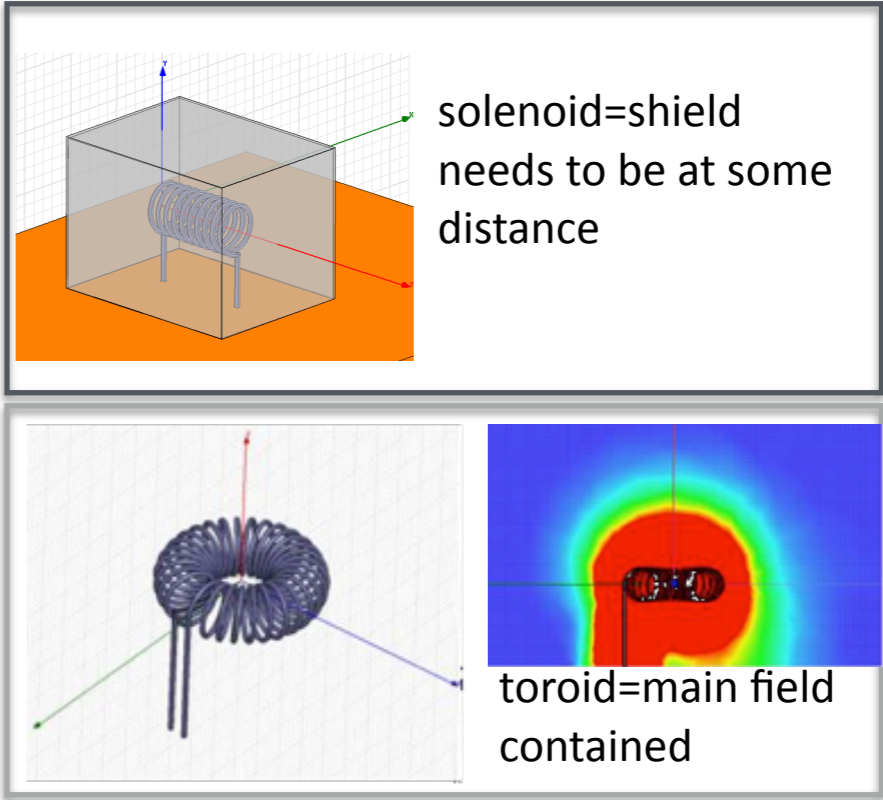 solenoid=shield
needs to be at some
distance
toroid=main field
contained